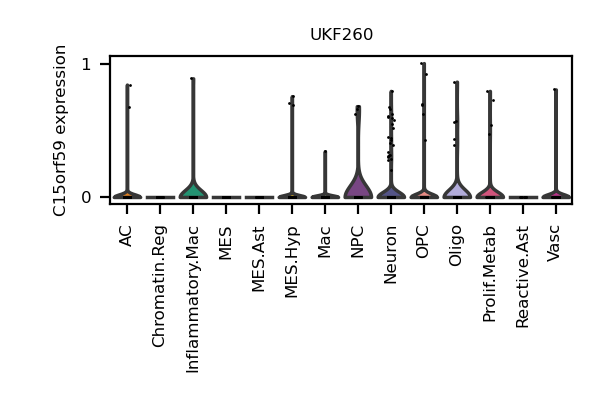 UKF260
C15orf59 expression
1
0
AC
Chromatin.Reg
Inflammatory.Mac
MES
MES.Ast
MES.Hyp
Mac
NPC
Neuron
OPC
Oligo
Prolif.Metab
Reactive.Ast
Vasc